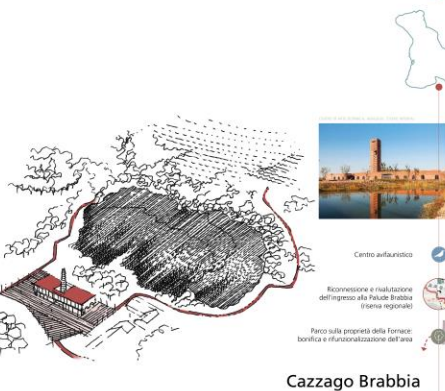 Centro avifaunistico
Riconnessione e rivalutazione
dell'ingresso alla Palude Brabbia
(riserva regionale)
Parco sulla proprietà della Fornace:
bonifica e rifunzionalizzazione dell'area
Cazzago Brabbia